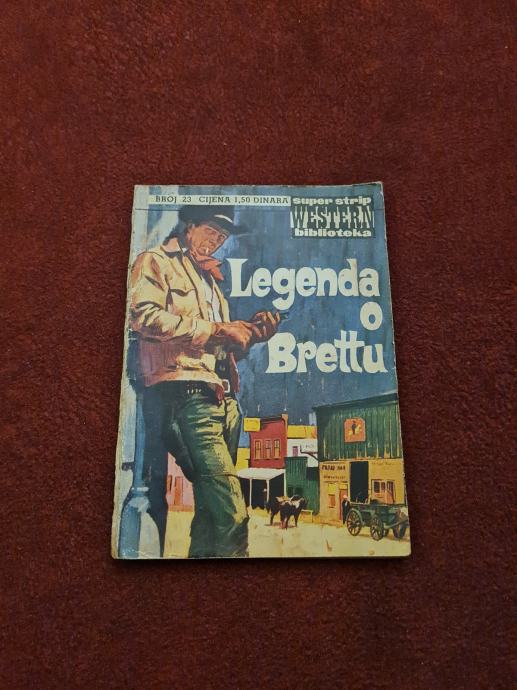 BROJ 23 CIJENA 1,50 DINARA
super strip
WESTERN
biblioteka
Legenda
o
Brettu